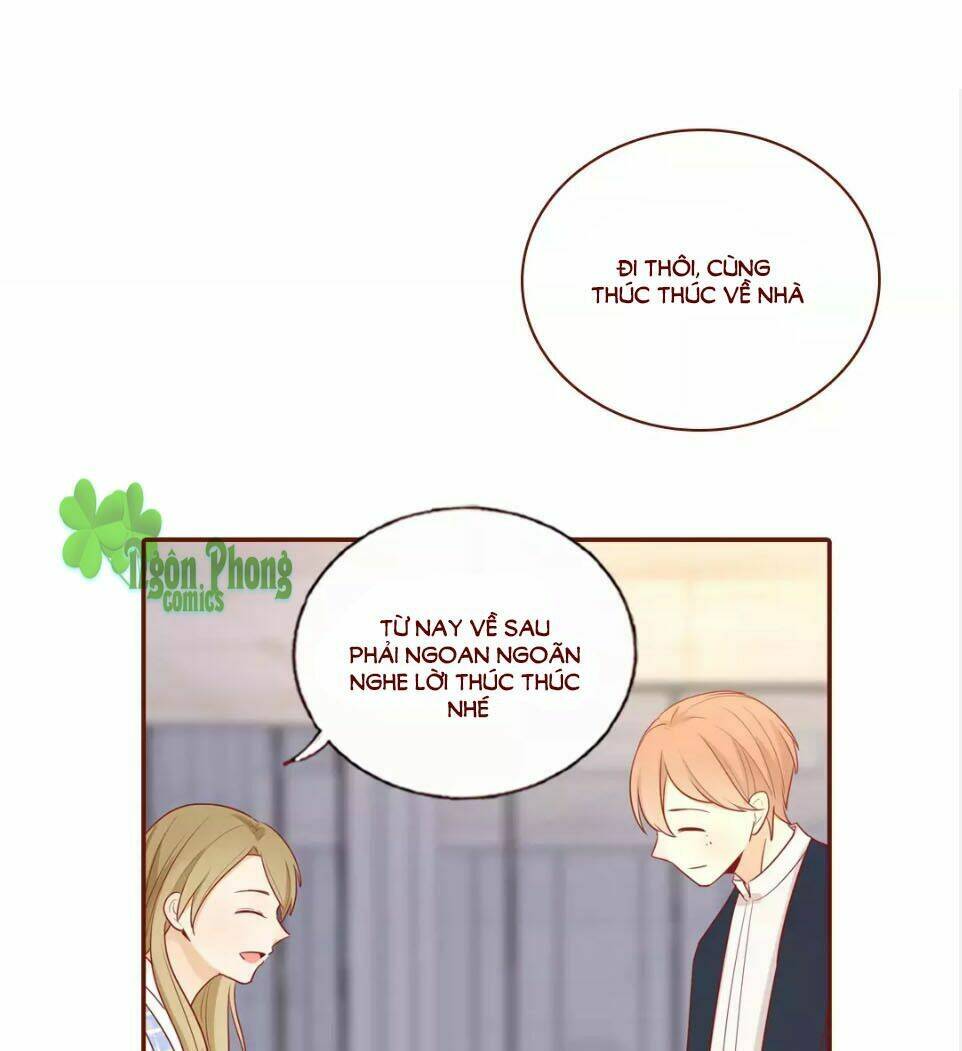 ĐI THÔI, CÙNG
THÚC THÚC VỀ NHÀ
Ngôn Phong
comics
TỪ NAY VỀ SAU
PHẢI NGOAN NGOÃN
NGHE LỜI THÚC THÚC
NHÉ